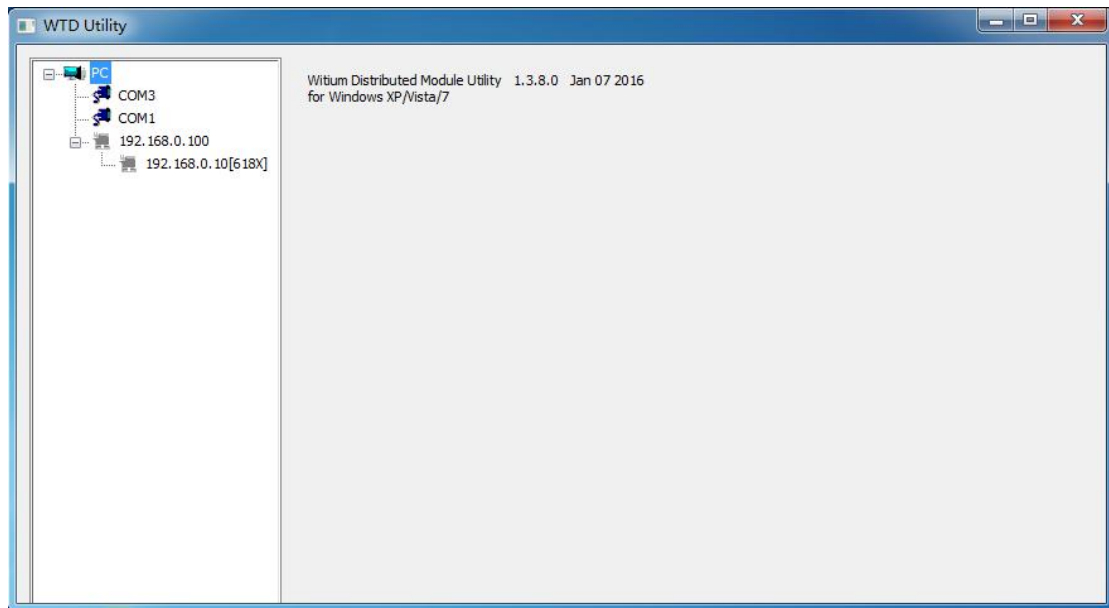 WTD Utility
PC
COM3
COM1
192.168.0.100
192.168.0.10[618X]
Witium Distributed Module Utility 1.3.8.0 Jan 07 2016
for Windows XP/Vista/7